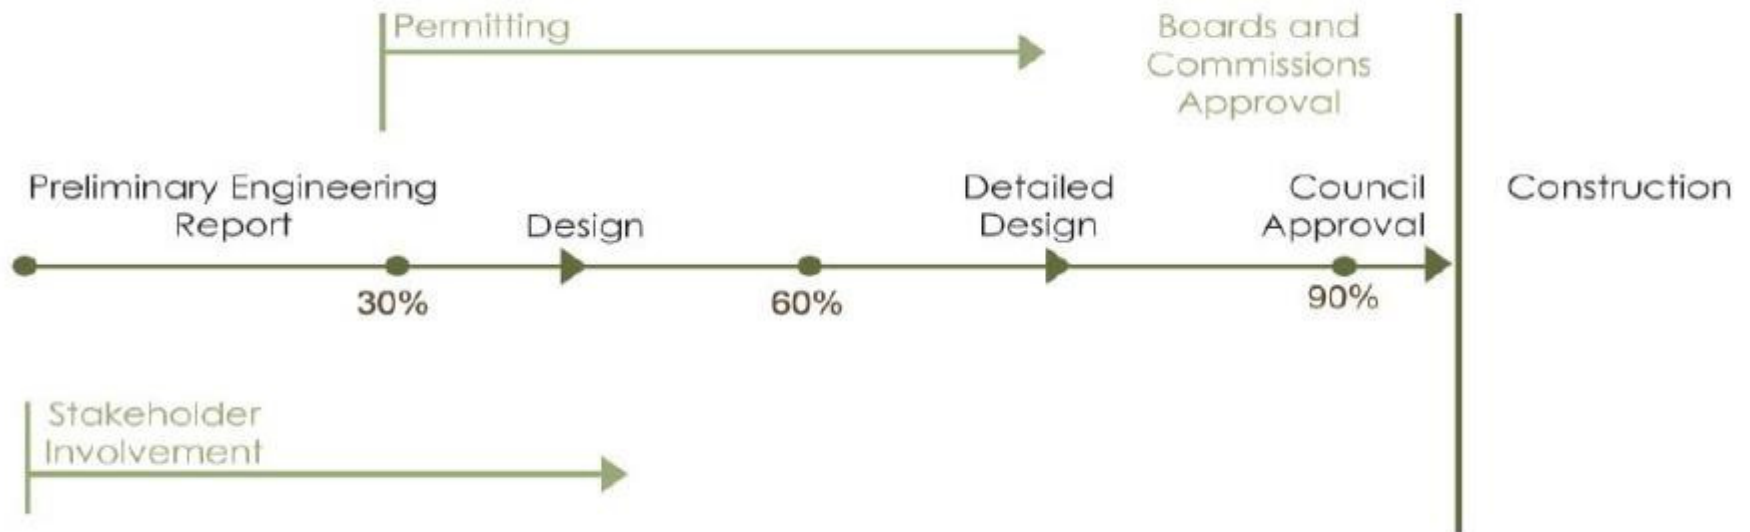 Permitting
Boards and
Commissions
Approval
Preliminary Engineering
Report
Design
Detailed
Design
Council
Approval
Construction
30%
60%
90%
Stakeholder
Involvement